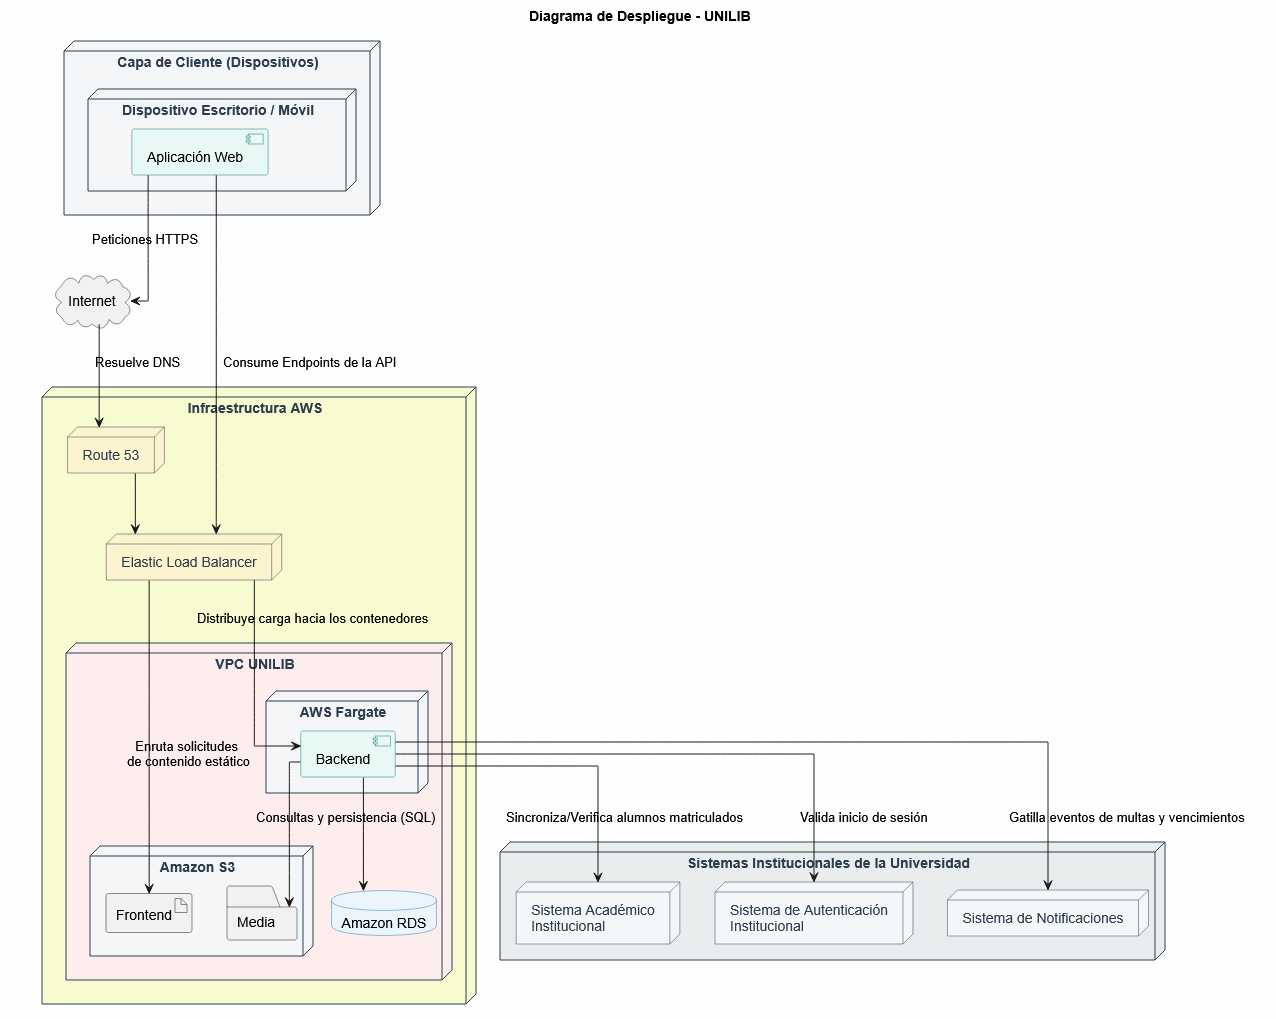 Diagrama de Despliegue - UNILIB
Capa de Cliente (Dispositivos)
Dispositivo Escritorio / Móvil
Aplicación Web
Peticiones HTTPS
Internet
Resuelve DNS
Consume Endpoints de la API
Infraestructura AWS
Route 53
Elastic Load Balancer
Distribuye carga hacia los contenedores
VPC UNILIB
AWS Fargate
Backend
Enruta solicitudes
de contenido estático
Consultas y persistencia (SQL)
Sincroniza/Verifica alumnos matriculados
Valida inicio de sesión
Gatilla eventos de multas y vencimientos
Amazon S3
Frontend
Media
Amazon RDS
Sistemas Institucionales de la Universidad
Sistema Académico
Institucional
Sistema de Autenticación
Institucional
Sistema de Notificaciones